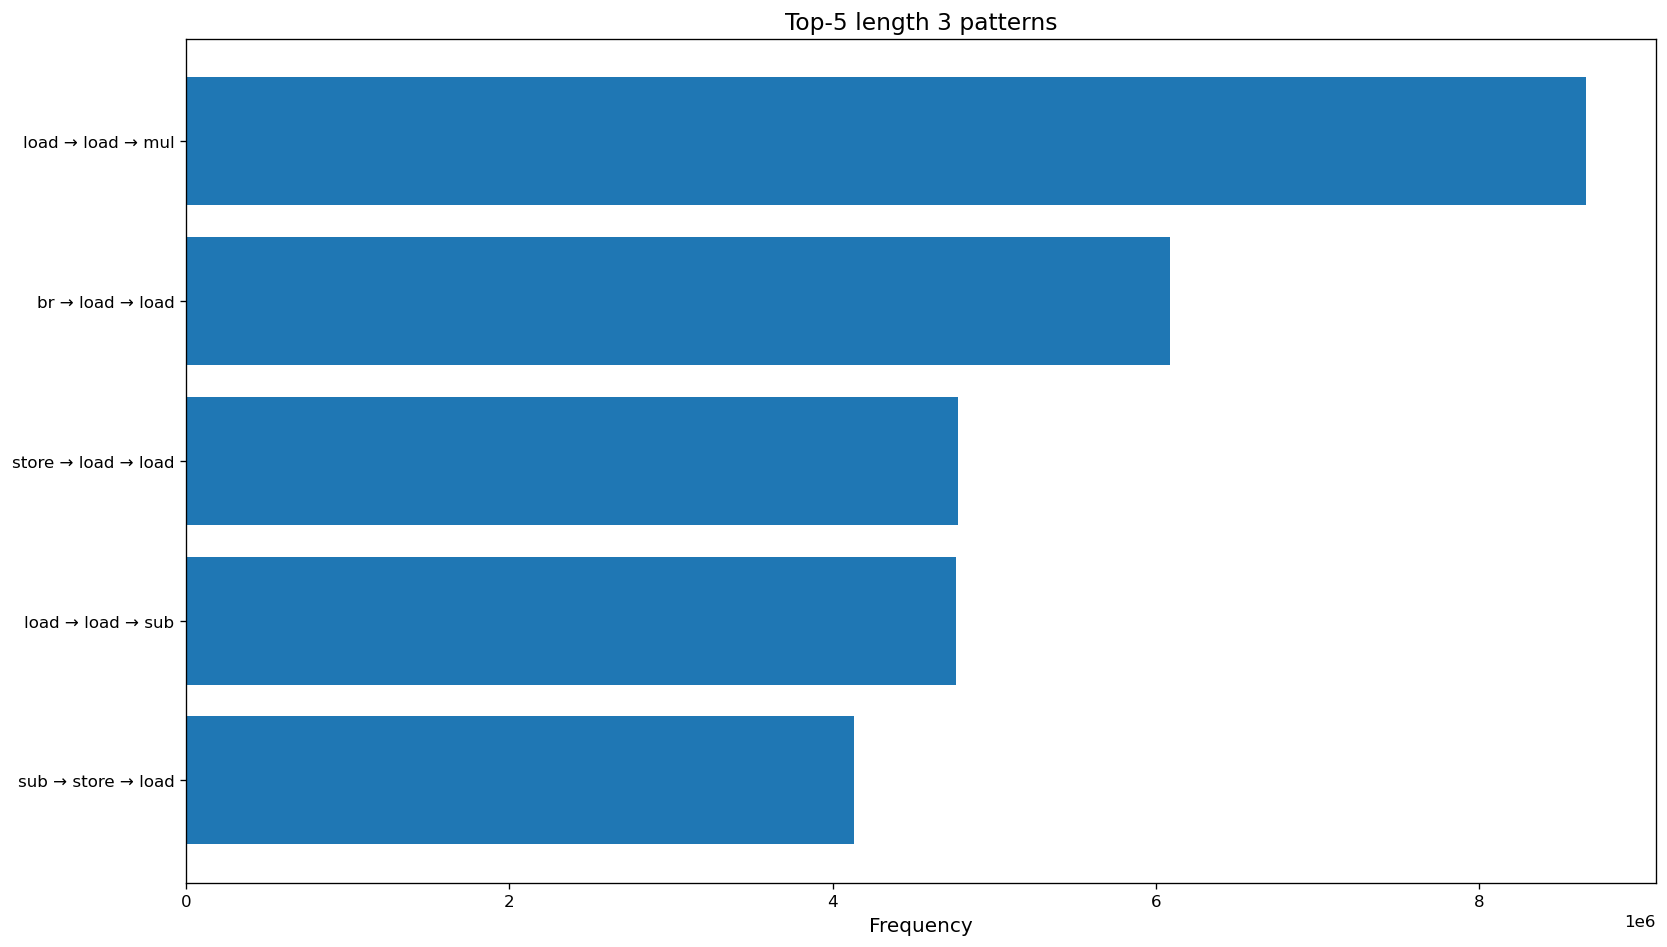 Top-5 length 3 patterns
load → load → mul
br → load → load
store → load → load
load → load → sub
sub → store → load
0 2 4 6 8
Frequency
1e6